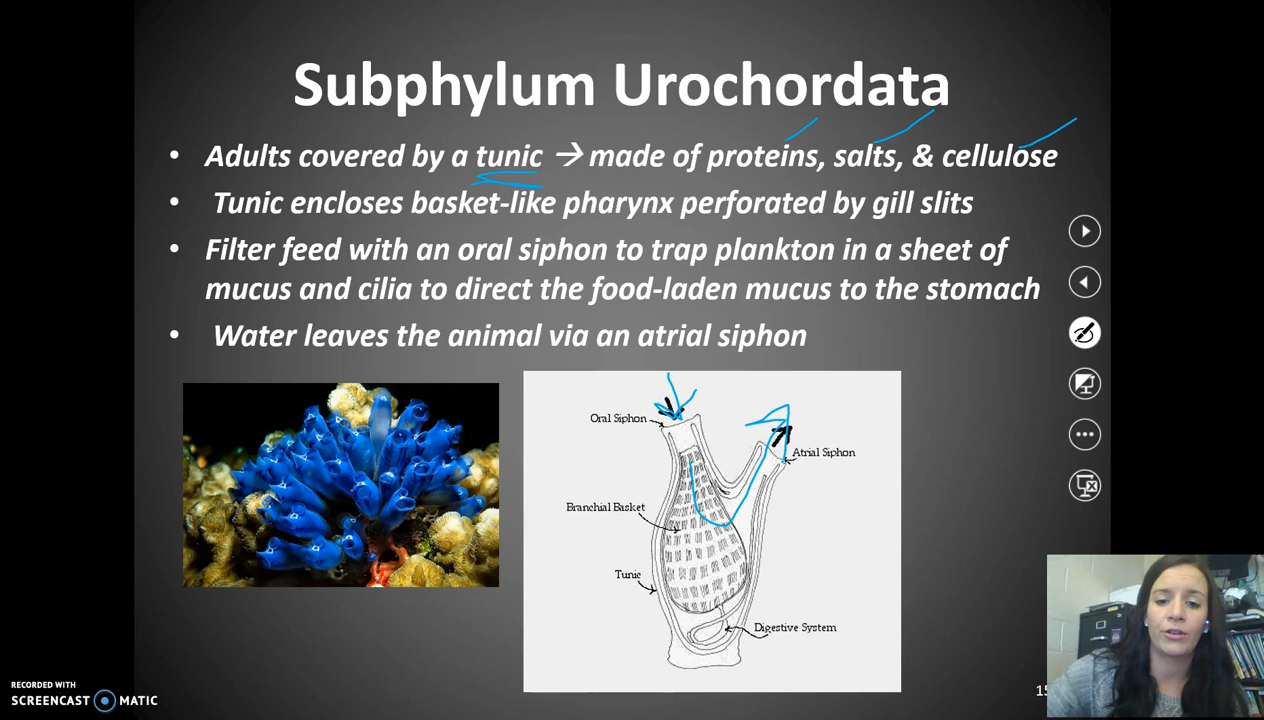 Subphylum Urochordata
• Adults covered by a tunic → made of proteins, salts, & cellulose
• Tunic encloses basket-like pharynx perforated by gill slits
• Filter feed with an oral siphon to trap plankton in a sheet of
mucus and cilia to direct the food-laden mucus to the stomach
• Water leaves the animal via an atrial siphon
Oral Siphon
Atrial Siphon
Branchial Basket
Tunic
Digestive System
RECORDED WITH
SCREENCAST MATIC